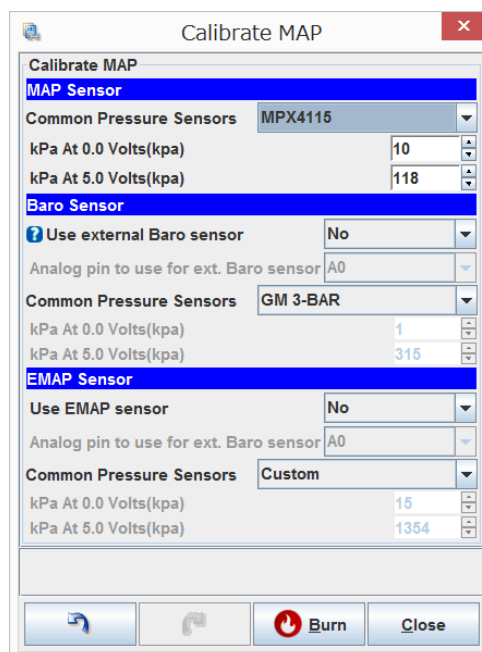 Calibrate MAP
Calibrate MAP
MAP Sensor
Common Pressure Sensors MPX4115
kPa At 0.0 Volts(kpa) 10
kPa At 5.0 Volts(kpa) 118
Baro Sensor
? Use external Baro sensor No
Analog pin to use for ext. Baro sensor A0
Common Pressure Sensors GM 3-BAR
kPa At 0.0 Volts(kpa) 1
kPa At 5.0 Volts(kpa) 315
EMAP Sensor
Use EMAP sensor No
Analog pin to use for ext. Baro sensor A0
Common Pressure Sensors Custom
kPa At 0.0 Volts(kpa) 15
kPa At 5.0 Volts(kpa) 1354
Burn Close